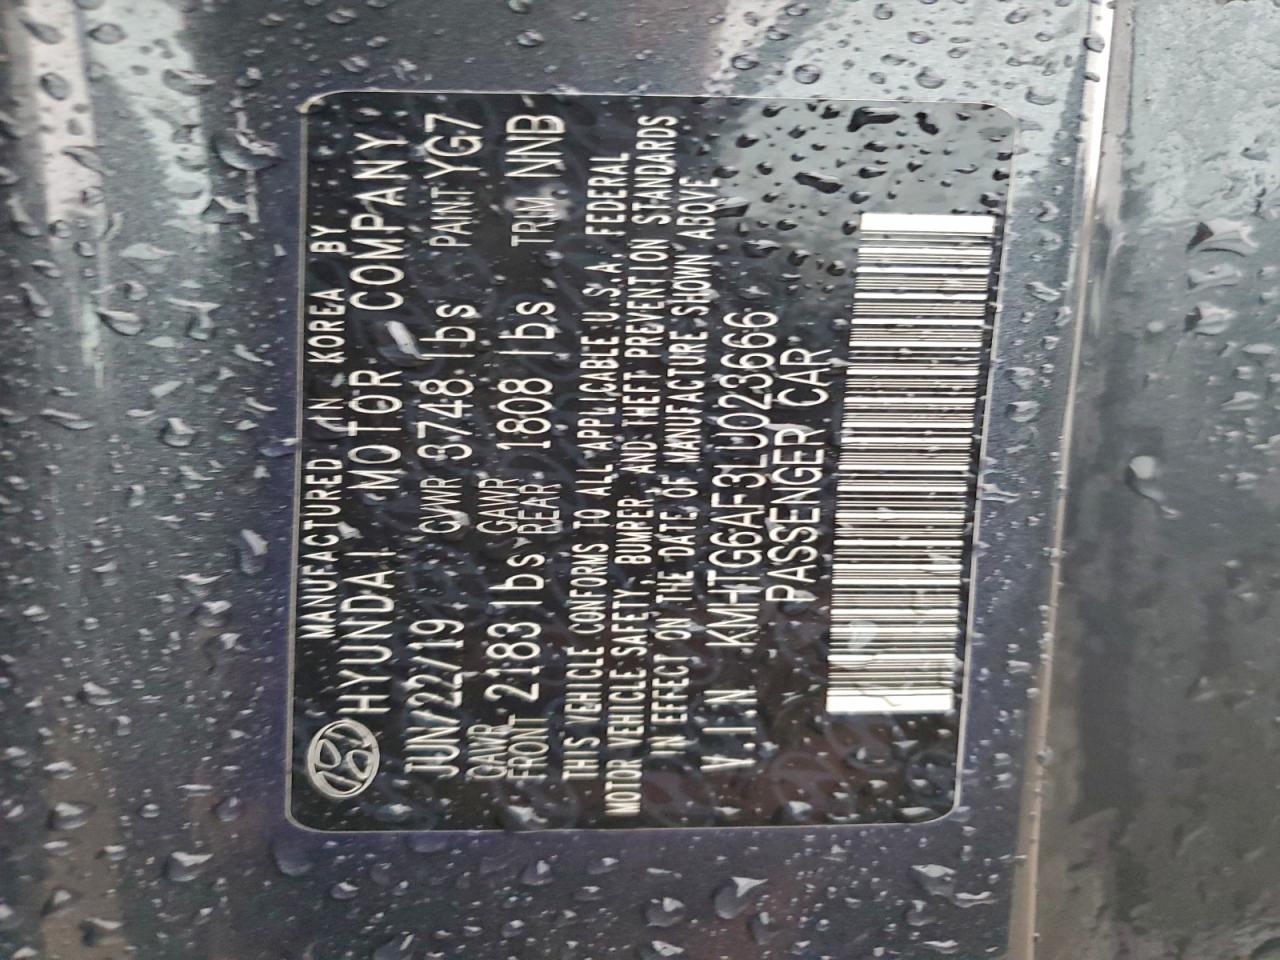 MANUFACTURED IN KOREA BY
HYUNDAI MOTOR COMPANY
JUN/22/19 GVWR 3748 lbs PAINT YG7
GAWR FRONT 2183 lbs GAWR REAR 1808 lbs TRIM NNB
THIS VEHICLE CONFORMS TO ALL APPLICABLE U.S.A. FEDERAL
MOTOR VEHICLE SAFETY, BUMPER, AND THEFT PREVENTION STANDARDS
IN EFFECT ON THE DATE OF MANUFACTURE SHOWN ABOVE.
V.I.N. KMHTG6AF3LU023666
PASSENGER CAR